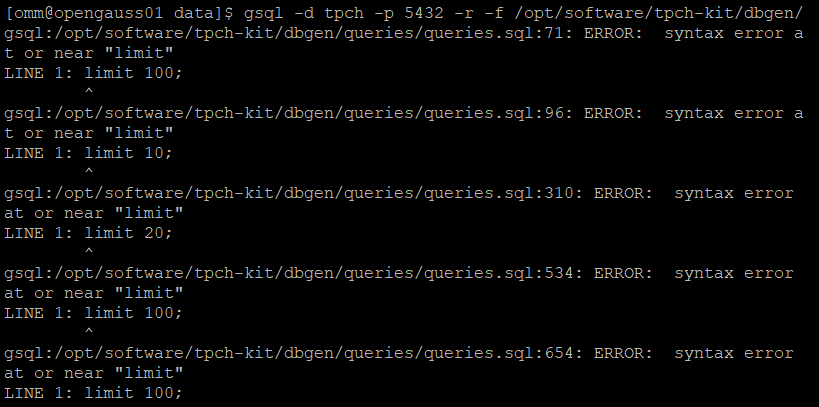 [omm@opengauss01 data]$ gsql -d tpch -p 5432 -r -f /opt/software/tpch-kit/dbgen/
gsql:/opt/software/tpch-kit/dbgen/queries/queries.sql:71: ERROR:  syntax error a
t or near "limit"
LINE 1: limit 100;
        ^
gsql:/opt/software/tpch-kit/dbgen/queries/queries.sql:96: ERROR:  syntax error a
t or near "limit"
LINE 1: limit 10;
        ^
gsql:/opt/software/tpch-kit/dbgen/queries/queries.sql:310: ERROR:  syntax error
at or near "limit"
LINE 1: limit 20;
        ^
gsql:/opt/software/tpch-kit/dbgen/queries/queries.sql:534: ERROR:  syntax error
at or near "limit"
LINE 1: limit 100;
        ^
gsql:/opt/software/tpch-kit/dbgen/queries/queries.sql:654: ERROR:  syntax error
at or near "limit"
LINE 1: limit 100;